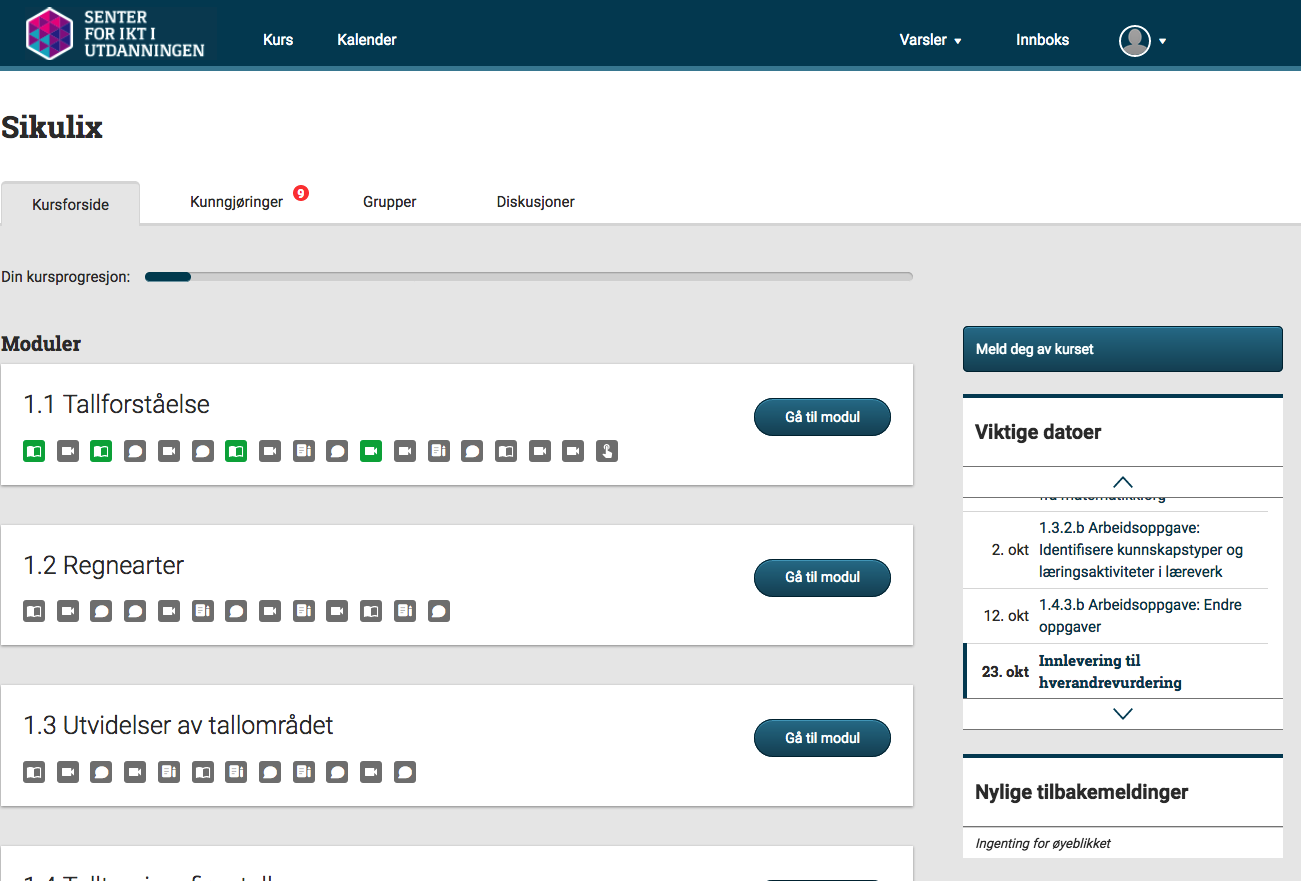 SENTER
FOR IKT I
UTDANNINGEN
Kurs
Kalender
Varsler
Innboks
Sikulix
Kursforside
Kunngjøringer
9
Grupper
Diskusjoner
Din kursprogresjon:
Moduler
1.1 Tallforståelse
Gå til modul
1.2 Regnearter
Gå til modul
1.3 Utvidelser av tallområdet
Gå til modul
1.4
Meld deg av kurset
Viktige datoer
2. okt
1.3.2.b Arbeidsoppgave:
Identifisere kunnskapstyper og
læringsaktiviteter i læreverk
12. okt
1.4.3.b Arbeidsoppgave: Endre
oppgaver
23. okt
Innlevering til
hverandrevurdering
Nylige tilbakemeldinger
Ingenting for øyeblikket